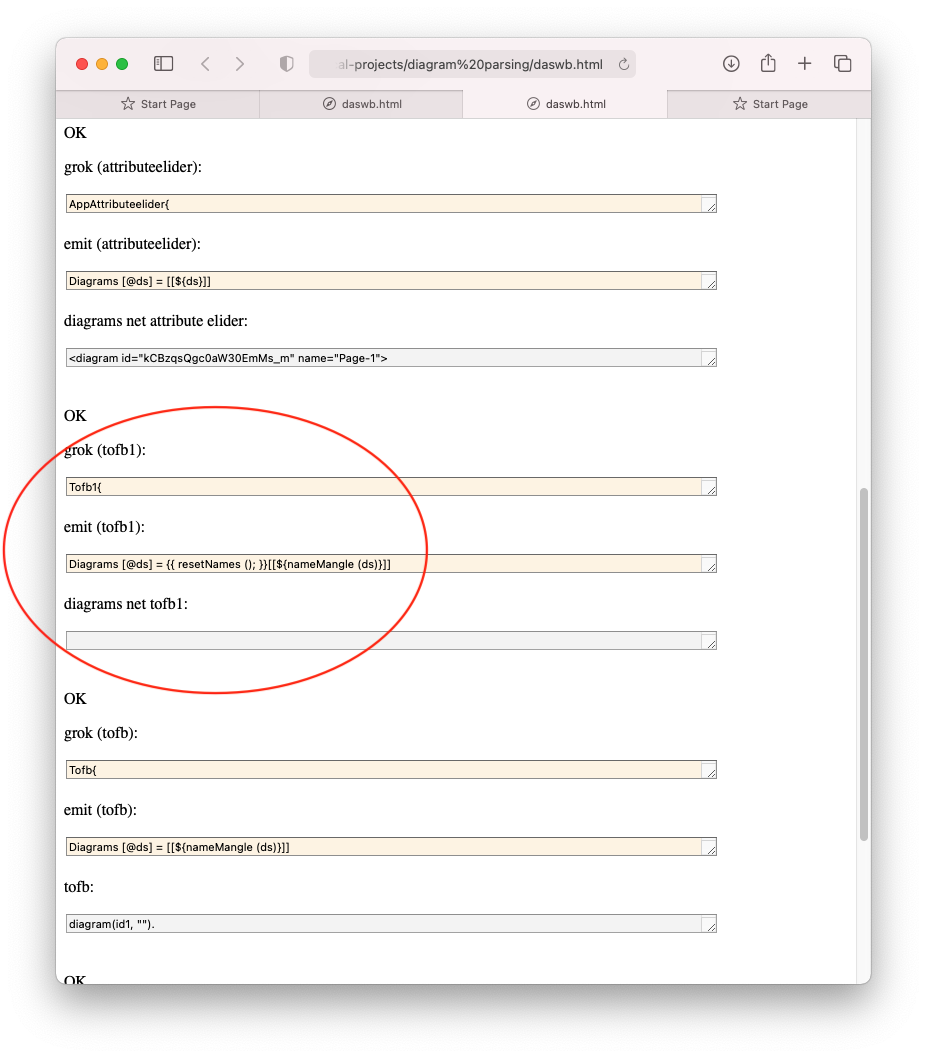 al-projects/diagram%20parsing/daswb.html
Start Page daswb.html daswb.html Start Page
OK
grok (attributeelider):
AppAttributeelider{
emit (attributeelider):
Diagrams [@ds] = [[${ds}]]
diagrams net attribute elider:
<diagram id="kCBzqsQgc0aW30EmMs_m" name="Page-1">
OK
grok (tofb1):
Tofb1{
emit (tofb1):
Diagrams [@ds] = {{ resetNames (); }}[[${nameMangle (ds)}]]
diagrams net tofb1:
OK
grok (tofb):
Tofb{
emit (tofb):
Diagrams [@ds] = [[${nameMangle (ds)}]]
tofb:
diagram(id1, "").
OK